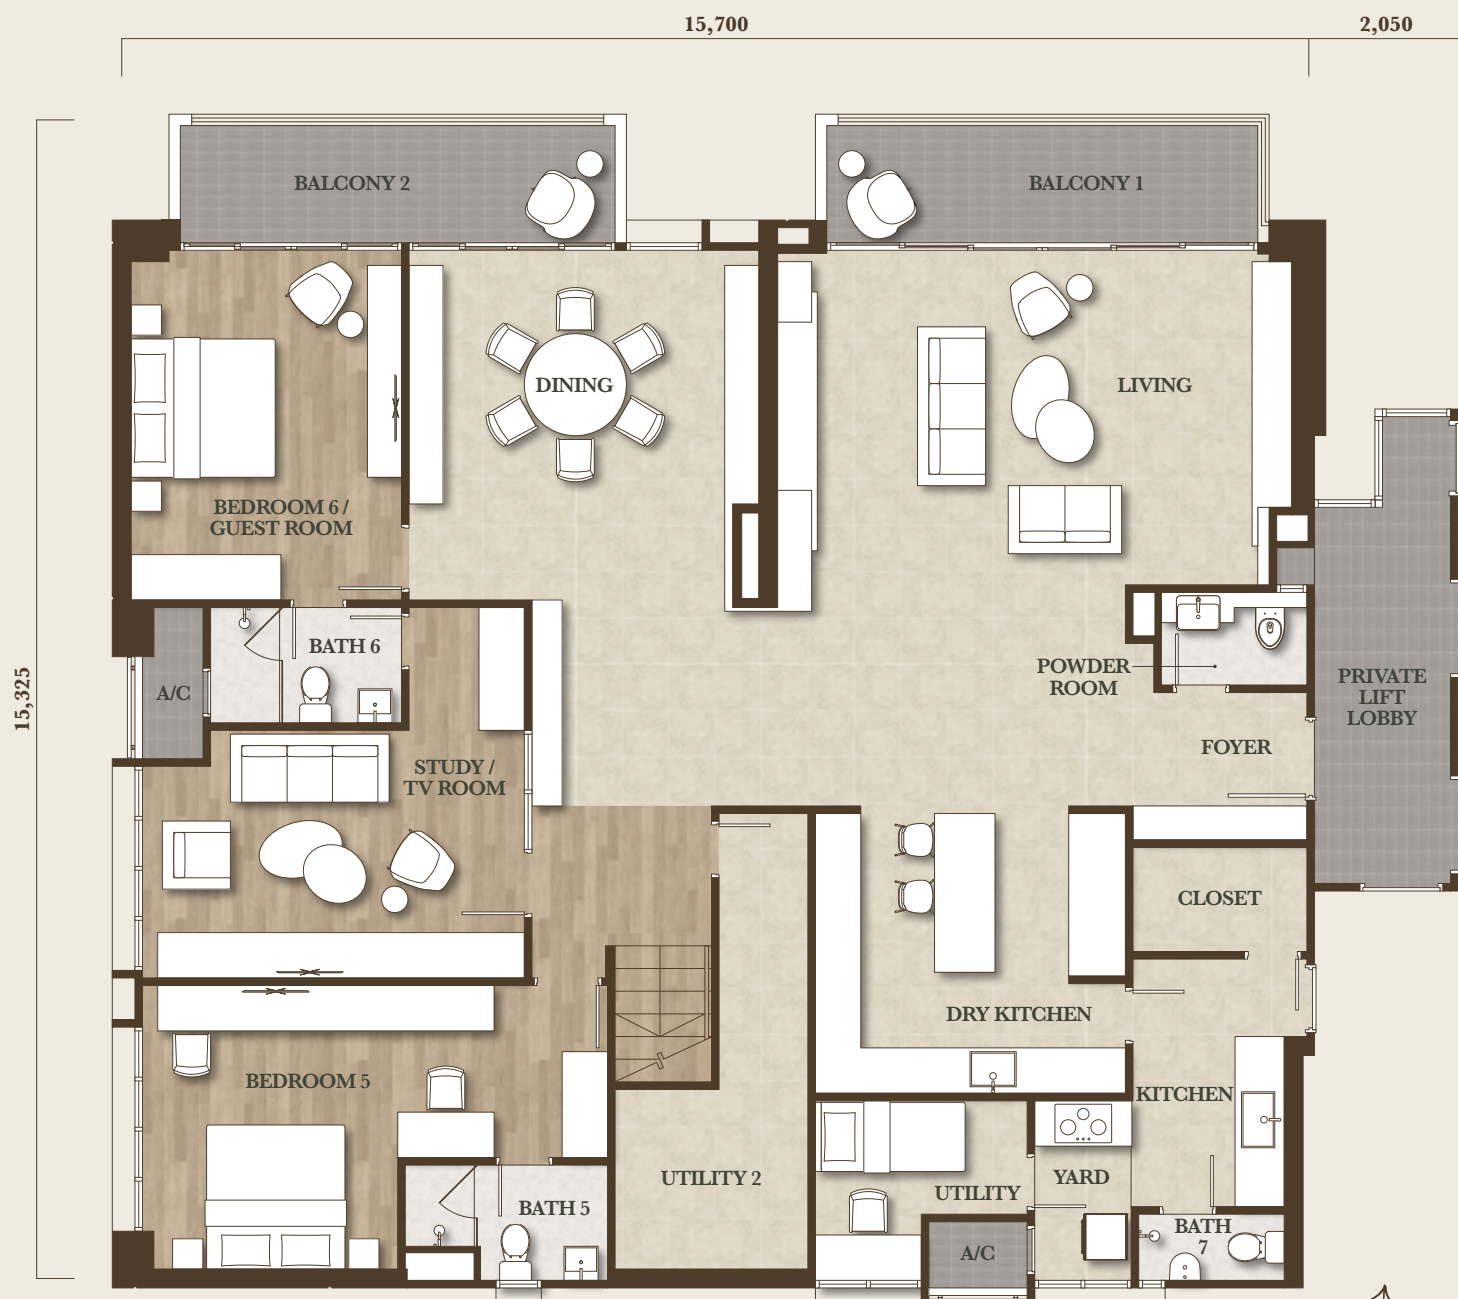 15,700
2,050
15,325
BALCONY 2
BALCONY 1
DINING
LIVING
BEDROOM 6 /
GUEST ROOM
BATH 6
A/C
POWDER
ROOM
PRIVATE
LIFT
LOBBY
FOYER
STUDY /
TV ROOM
CLOSET
DRY KITCHEN
BEDROOM 5
KITCHEN
UTILITY 2
YARD
UTILITY
BATH 5
BATH
7
A/C